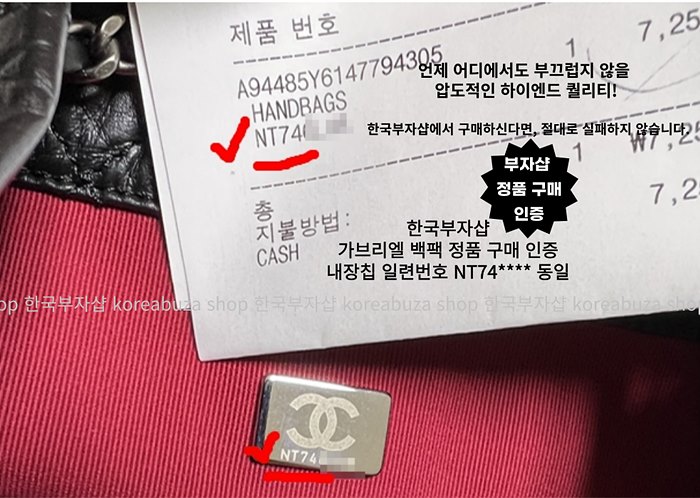 제품 번호
1 7,25
A94485Y6147794305
HANDBAGS
NT74
언제 어디에서도 부끄럽지 않을
압도적인 하이엔드 퀄리티!
한국부자샵에서 구매하신다면, 절대로 실패하지 않습니다.
부자샵
정품 구매
인증
1 ₩7,25
7,2
총
지불방법:
CASH
한국부자샵
가브리엘 백팩 정품 구매 인증
내장칩 일련번호 NT74**** 동일
op 한국부자샵 koreabuza shop 한국부자샵 koreabuza shop 한국부자샵 koreabuza shop
NT74